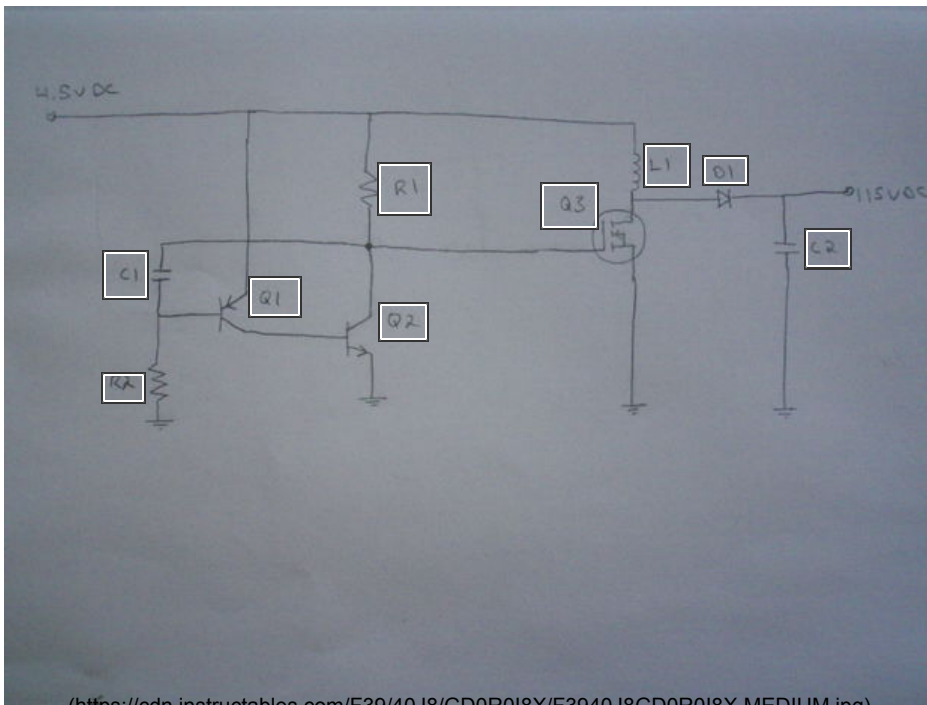 4.5VDC
L1
D1
R1
Q3
115VDC
C2
C1
Q1
Q2
R2
(https://cdn.instructables.com/F39/40J8/GD0R0I8X/F3940J8GD0R0I8X.MEDIUM.jpg)